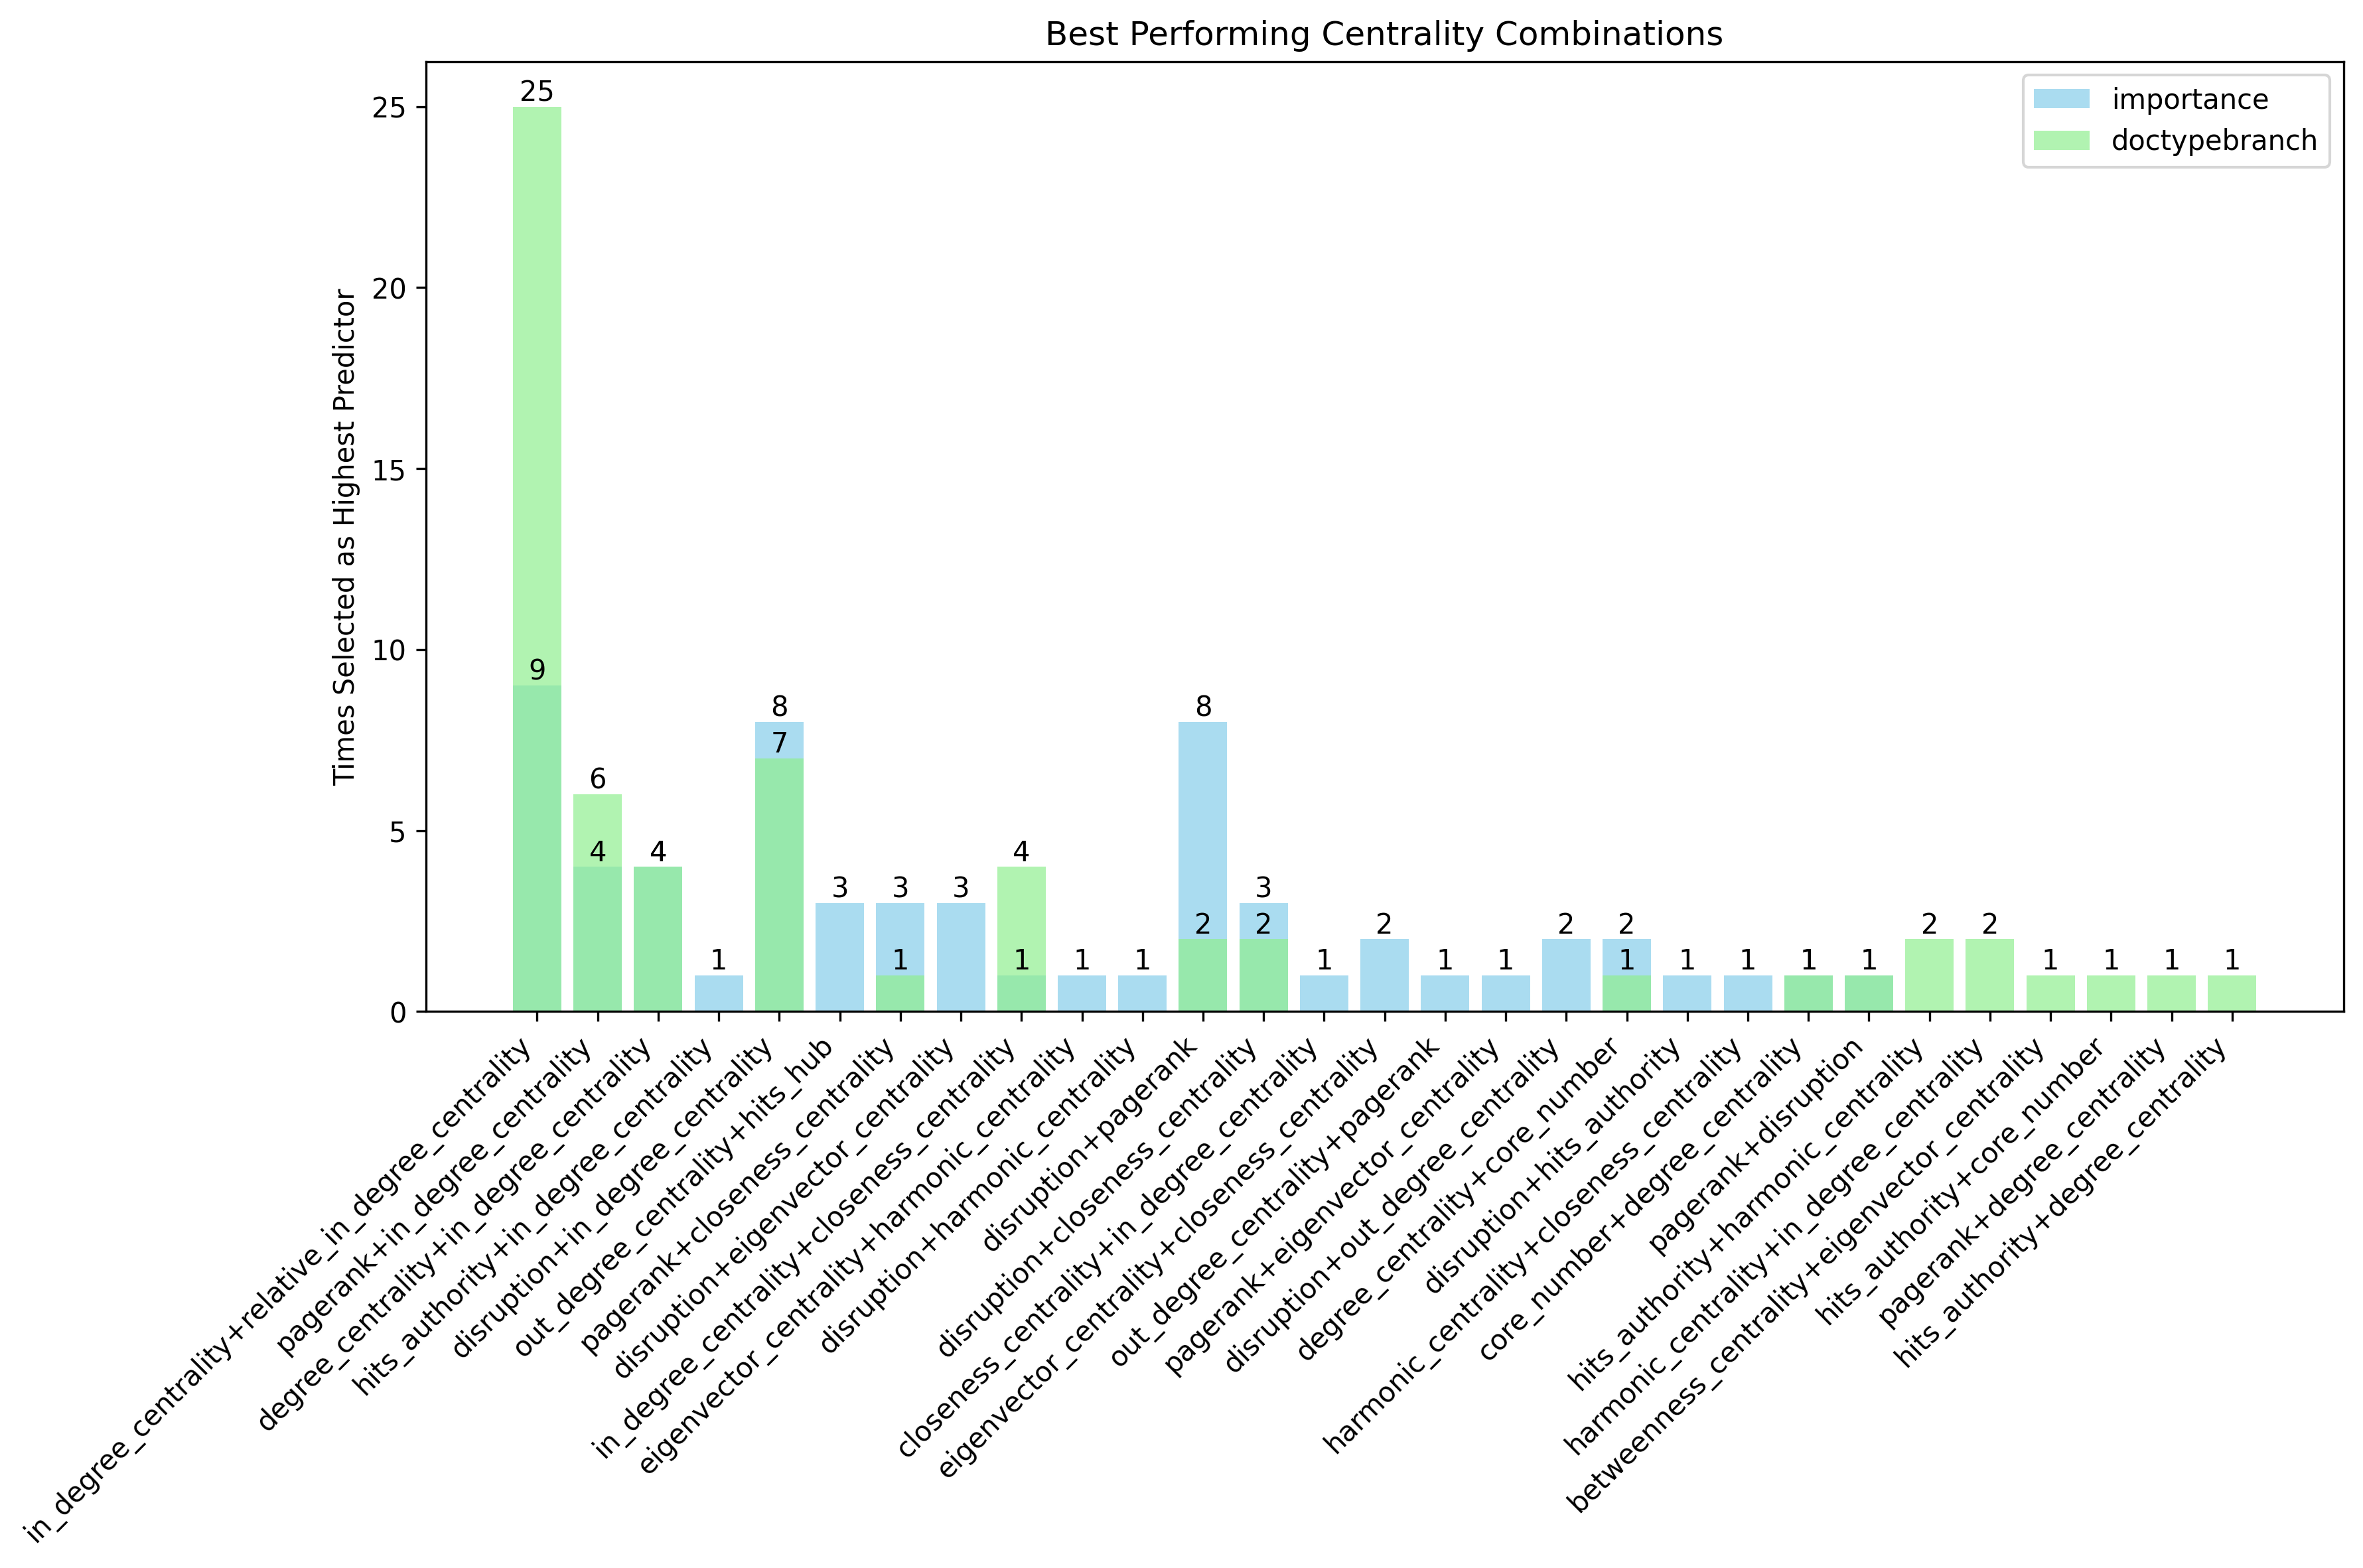 Best Performing Centrality Combinations
importance
doctypebranch
Times Selected as Highest Predictor
25
20
15
10
5
0
25
9
6
4
4
1
8
7
3
3
1
3
4
1
1
1
8
2
3
2
1
2
1
1
2
2
1
1
1
1
1
2
2
1
1
1
1
in_degree_centrality+relative_in_degree_centrality
pagerank+in_degree_centrality
degree_centrality+in_degree_centrality
hits_authority+in_degree_centrality
disruption+in_degree_centrality
out_degree_centrality+hits_hub
pagerank+closeness_centrality
disruption+eigenvector_centrality
in_degree_centrality+closeness_centrality
eigenvector_centrality+harmonic_centrality
disruption+harmonic_centrality
disruption+pagerank
disruption+closeness_centrality
closeness_centrality+in_degree_centrality
eigenvector_centrality+closeness_centrality
out_degree_centrality+pagerank
pagerank+eigenvector_centrality
disruption+out_degree_centrality
degree_centrality+core_number
disruption+hits_authority
harmonic_centrality+closeness_centrality
core_number+degree_centrality
pagerank+disruption
hits_authority+harmonic_centrality
harmonic_centrality+in_degree_centrality
betweenness_centrality+eigenvector_centrality
hits_authority+core_number
pagerank+degree_centrality
hits_authority+degree_centrality